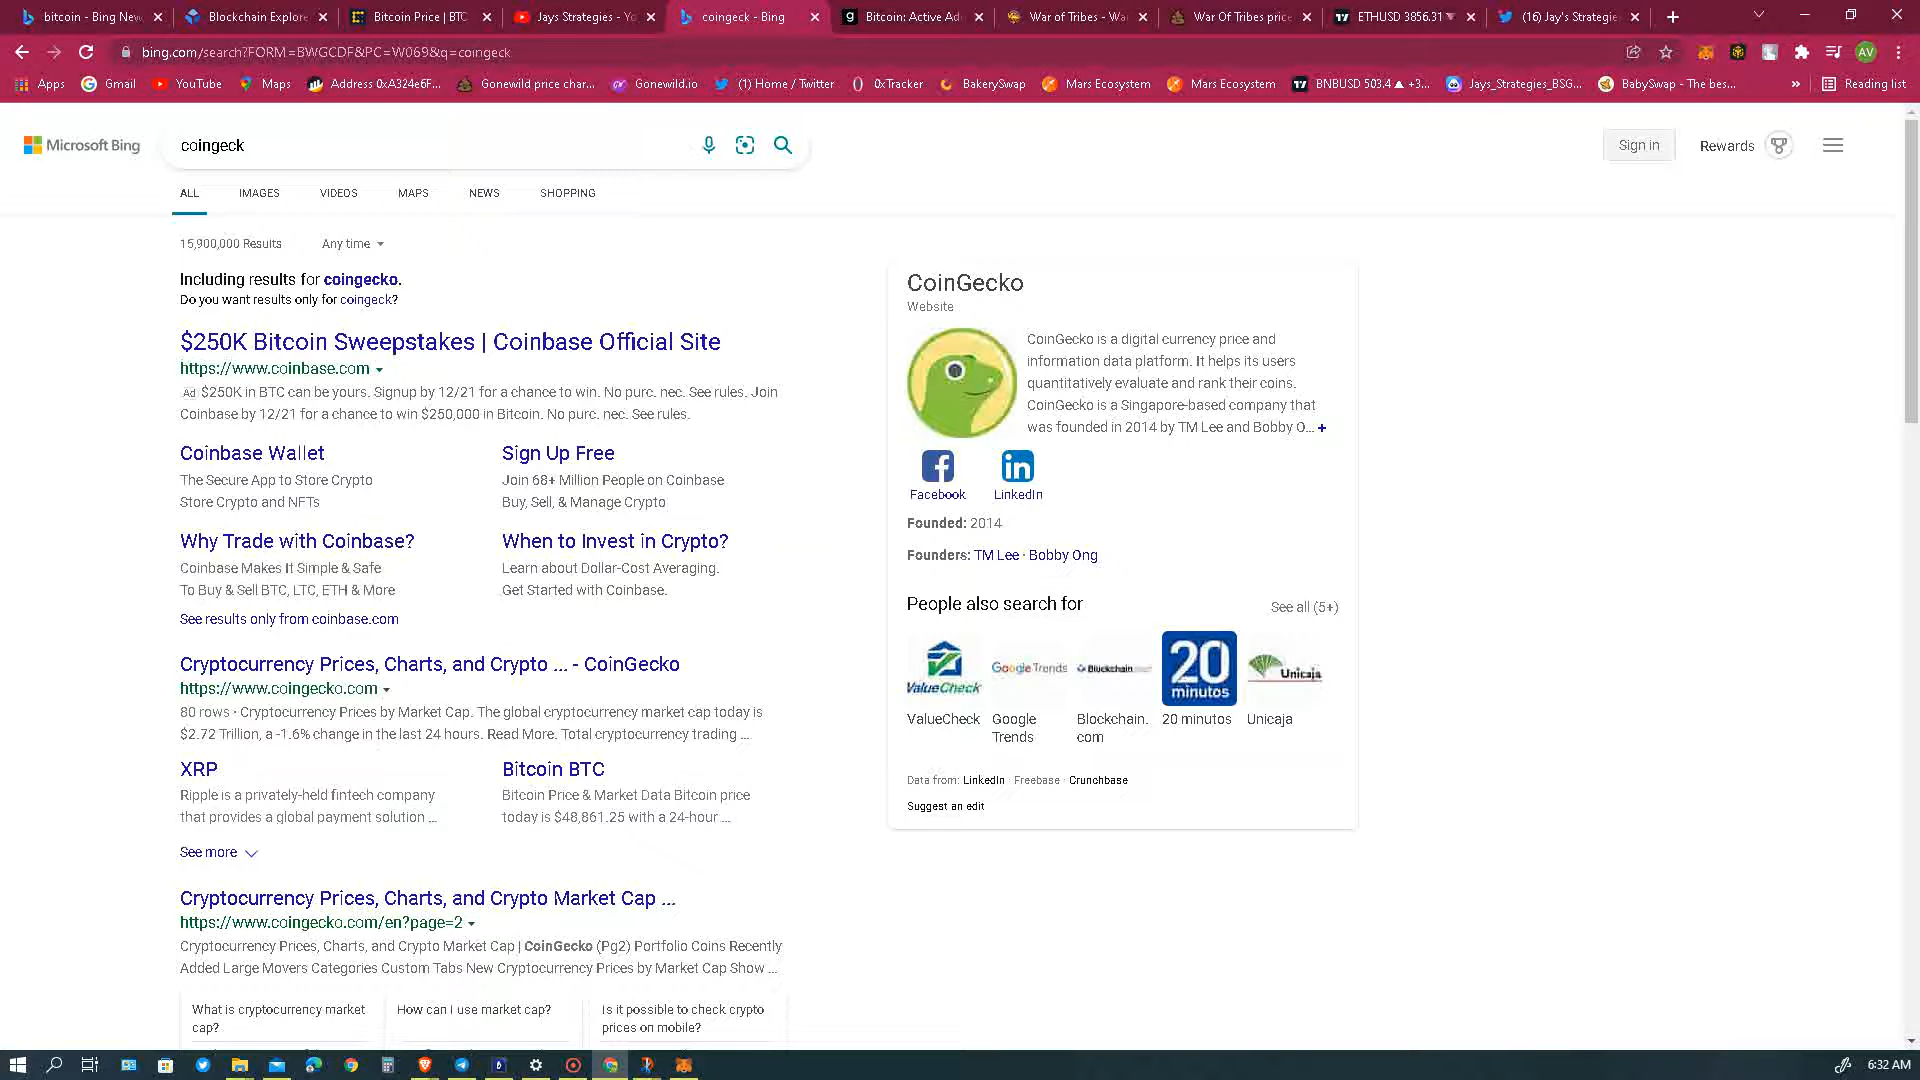 bitcoin - Bing New
Blockchain Explore
Bitcoin Price | BTC
Jays Strategies - Yo
coingeck - Bing
Bitcoin: Active Ad
War of Tribes - Wa
War Of Tribes price
ETHUSD 3856.31
(16) Jay's Strategie
bing.com/search?FORM=BWGCDF&PC=W069&q=coingeck
AV
Apps
Gmail
YouTube
Maps
Address 0xA324e6F...
Gonewild price char...
Gonewild.io
(1) Home / Twitter
0xTracker
BakerySwap
Mars Ecosystem
Mars Ecosystem
BNBUSD 503.4 ▲ +3...
Jays_Strategies_BSG...
BabySwap - The bes...
»
Reading list
Microsoft Bing
coingeck
Sign in
Rewards
ALL
IMAGES
VIDEOS
MAPS
NEWS
SHOPPING
15,900,000 Results
Any time
Including results for coingecko.
Do you want results only for coingeck?
$250K Bitcoin Sweepstakes | Coinbase Official Site
https://www.coinbase.com
Ad $250K in BTC can be yours. Signup by 12/21 for a chance to win. No purc. nec. See rules. Join
Coinbase by 12/21 for a chance to win $250,000 in Bitcoin. No purc. nec. See rules.
Coinbase Wallet
The Secure App to Store Crypto
Store Crypto and NFTs
Sign Up Free
Join 68+ Million People on Coinbase
Buy, Sell, & Manage Crypto
Why Trade with Coinbase?
Coinbase Makes It Simple & Safe
To Buy & Sell BTC, LTC, ETH & More
When to Invest in Crypto?
Learn about Dollar-Cost Averaging.
Get Started with Coinbase.
See results only from coinbase.com
Cryptocurrency Prices, Charts, and Crypto ... - CoinGecko
https://www.coingecko.com
80 rows · Cryptocurrency Prices by Market Cap. The global cryptocurrency market cap today is
$2.72 Trillion, a -1.6% change in the last 24 hours. Read More. Total cryptocurrency trading ...
XRP
Ripple is a privately-held fintech company
that provides a global payment solution ...
Bitcoin BTC
Bitcoin Price & Market Data Bitcoin price
today is $48,861.25 with a 24-hour ...
See more
Cryptocurrency Prices, Charts, and Crypto Market Cap ...
https://www.coingecko.com/en?page=2
Cryptocurrency Prices, Charts, and Crypto Market Cap | CoinGecko (Pg2) Portfolio Coins Recently
Added Large Movers Categories Custom Tabs New Cryptocurrency Prices by Market Cap Show ...
What is cryptocurrency market
cap?
How can I use market cap?
Is it possible to check crypto
prices on mobile?
CoinGecko
Website
CoinGecko is a digital currency price and
information data platform. It helps its users
quantitatively evaluate and rank their coins.
CoinGecko is a Singapore-based company that
was founded in 2014 by TM Lee and Bobby O... +
Facebook
LinkedIn
Founded: 2014
Founders: TM Lee · Bobby Ong
People also search for
See all (5+)
ValueCheck
Google Trends
Blockchain
20
minutos
Unicaja
ValueCheck
Google
Trends
Blockchain.
com
20 minutos
Unicaja
Data from: LinkedIn · Freebase · Crunchbase
Suggest an edit
6:32 AM